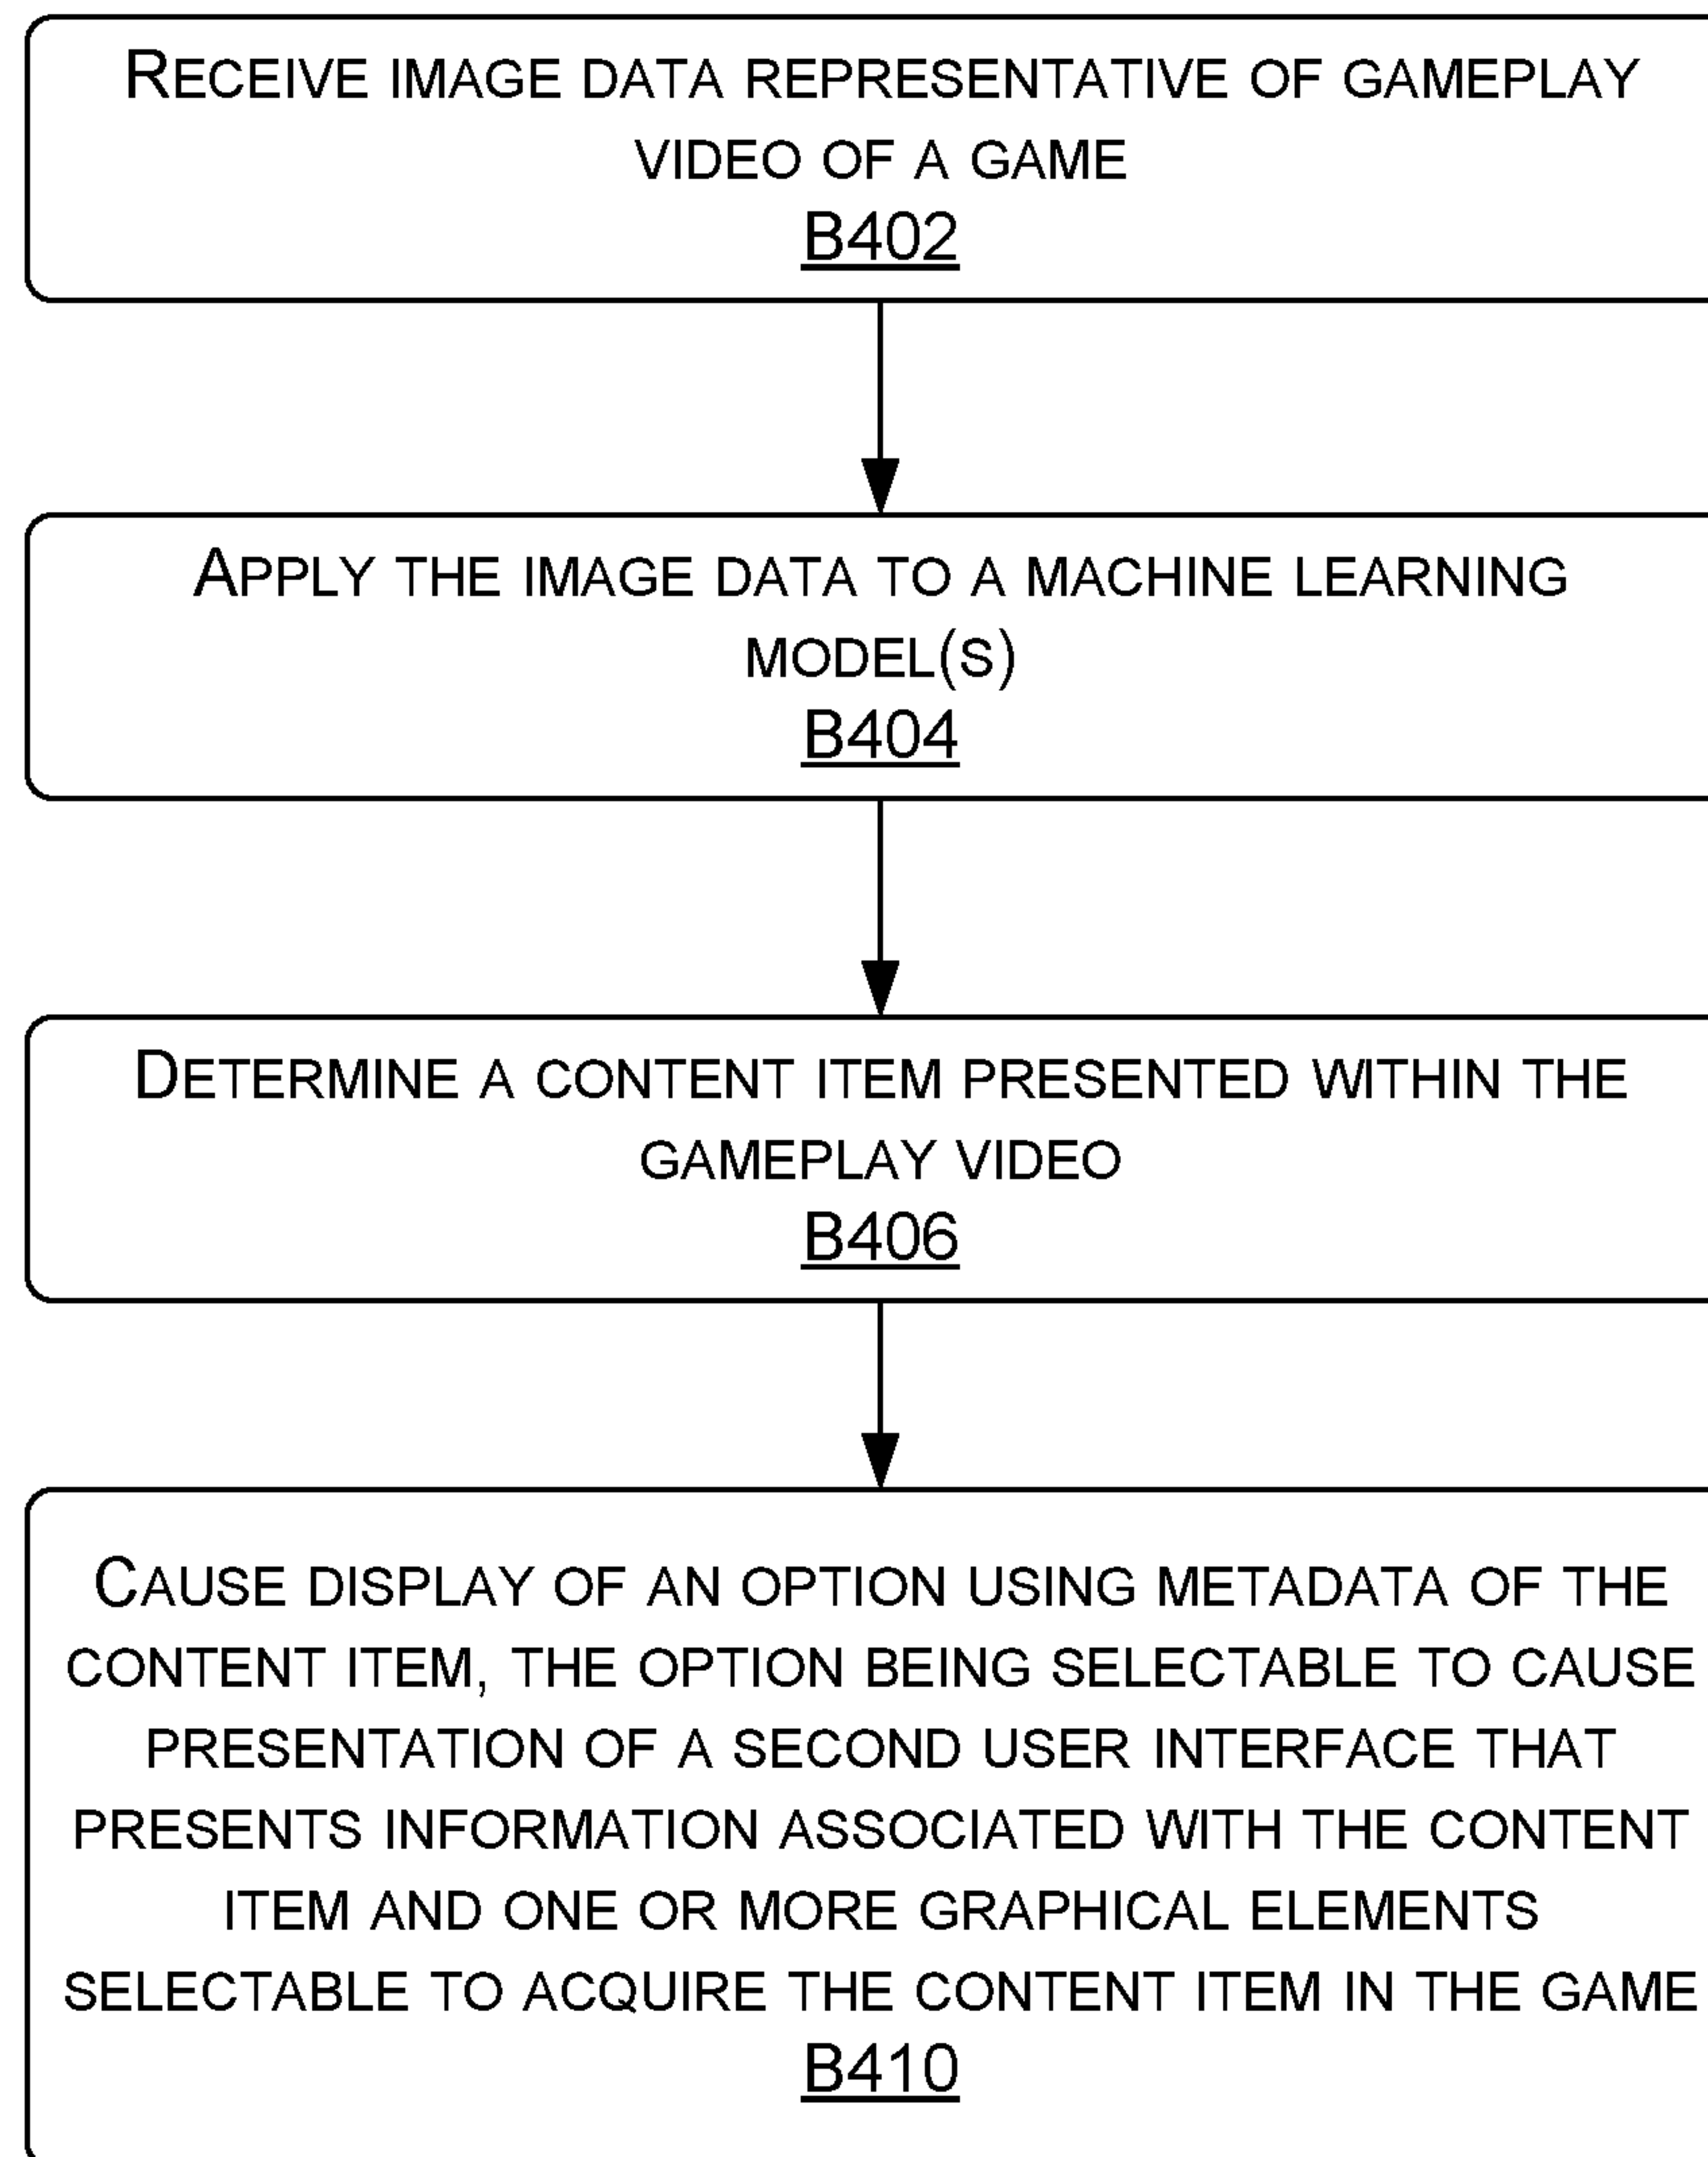 RECEIVE IMAGE DATA REPRESENTATIVE OF GAMEPLAY
VIDEO OF A GAME
B402
APPLY THE IMAGE DATA TO A MACHINE LEARNING
MODEL(S)
B404
DETERMINE A CONTENT ITEM PRESENTED WITHIN THE
GAMEPLAY VIDEO
B406
CAUSE DISPLAY OF AN OPTION USING METADATA OF THE
CONTENT ITEM, THE OPTION BEING SELECTABLE TO CAUSE
PRESENTATION OF A SECOND USER INTERFACE THAT
PRESENTS INFORMATION ASSOCIATED WITH THE CONTENT
ITEM AND ONE OR MORE GRAPHICAL ELEMENTS
SELECTABLE TO ACQUIRE THE CONTENT ITEM IN THE GAME
B410